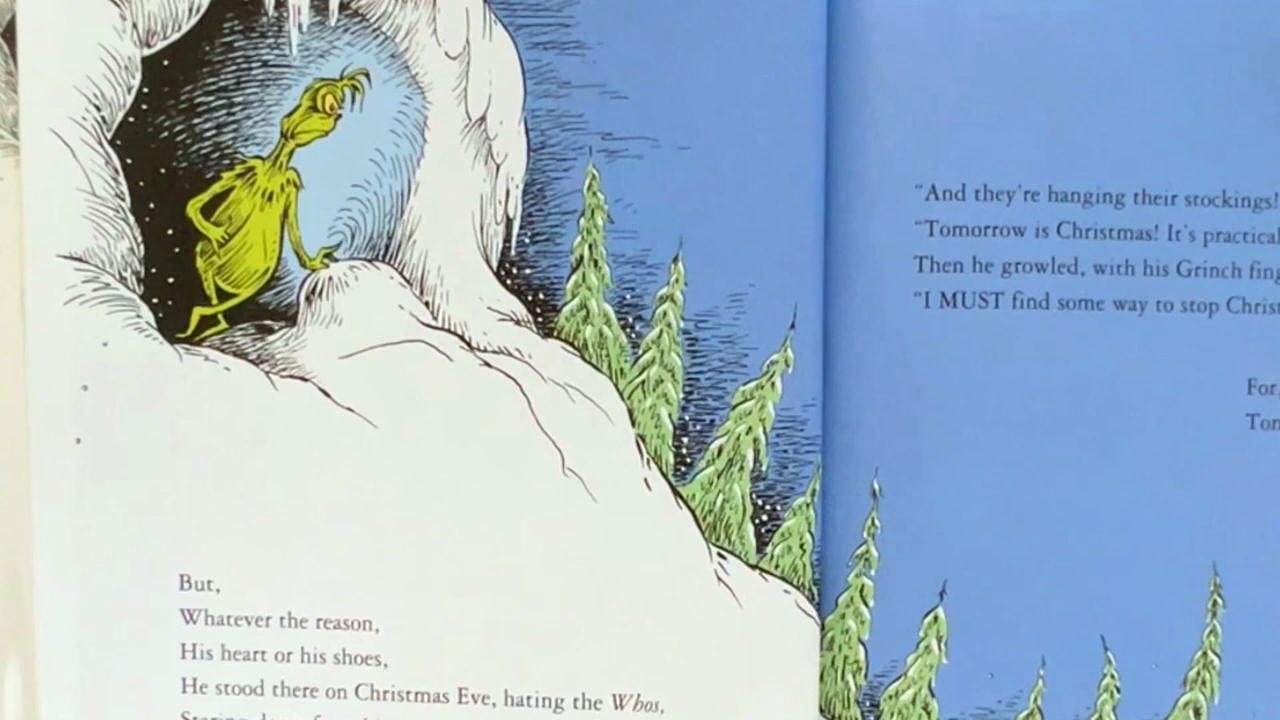 But,
Whatever the reason,
His heart or his shoes,
He stood there on Christmas Eve, hating the Whos,
"And they're hanging their stockings!
"Tomorrow is Christmas! It's practical
Then he growled, with his Grinch fing
"I MUST find some way to stop Chris
For
Tom